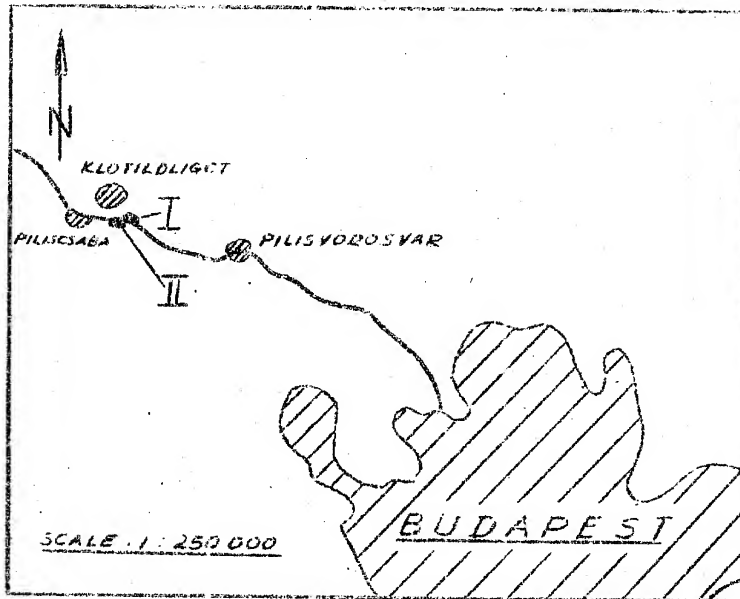 N
KLOTILDLIGET
I
PILISCSABA
PILISVOROSVAR
II
BUDAPEST
SCALE . 1 : 250 000